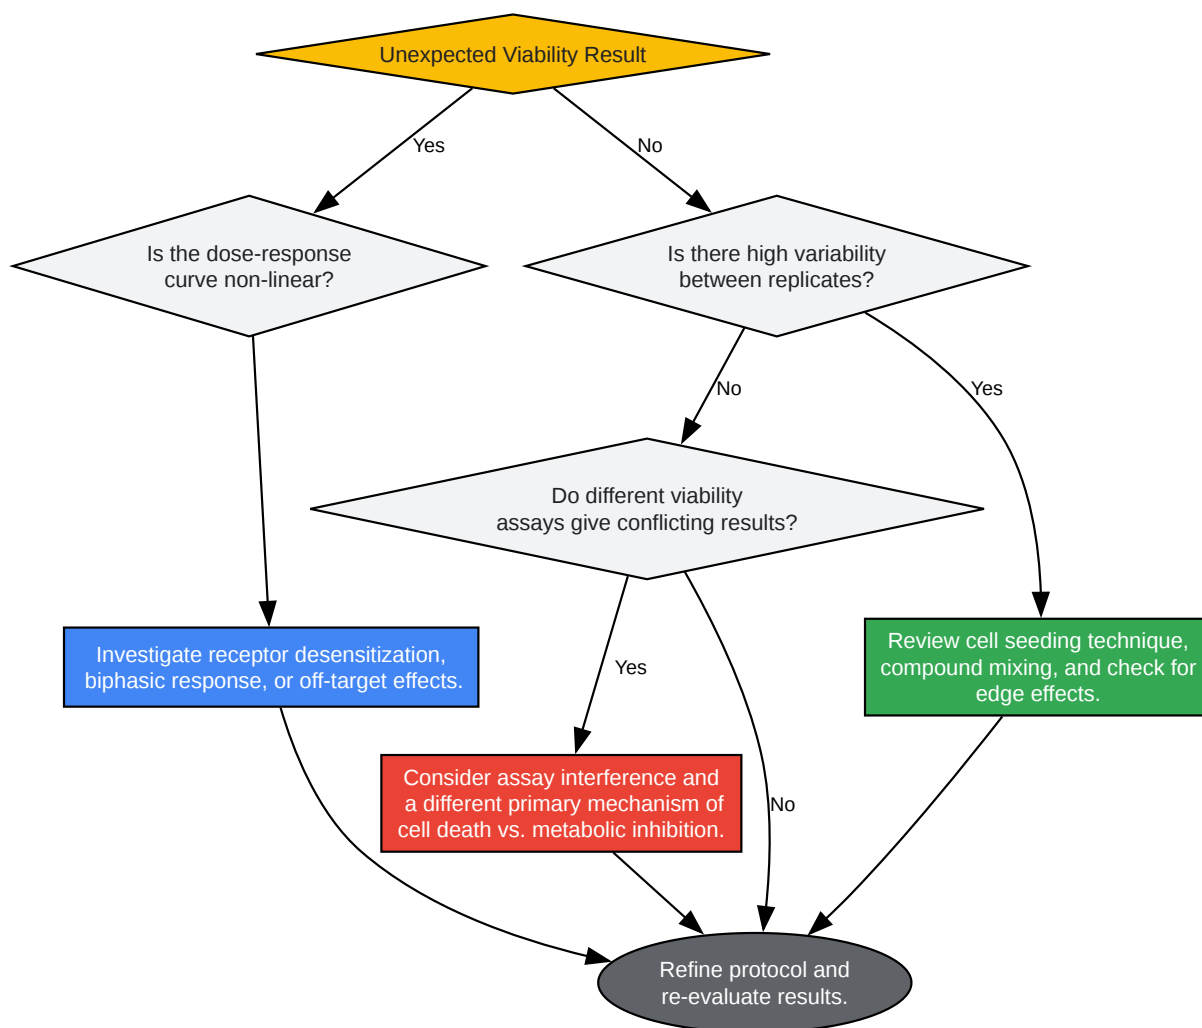 Unexpected Viability Result
Yes
No
Is the dose-response
curve non-linear?
Is there high variability
between replicates?
No
Yes
Do different viability
assays give conflicting results?
Investigate receptor desensitization,
biphasic response, or off-target effects.
Yes
Review cell seeding technique,
compound mixing, and check for
edge effects.
Consider assay interference and
a different primary mechanism of
cell death vs. metabolic inhibition.
No
Refine protocol and
re-evaluate results.